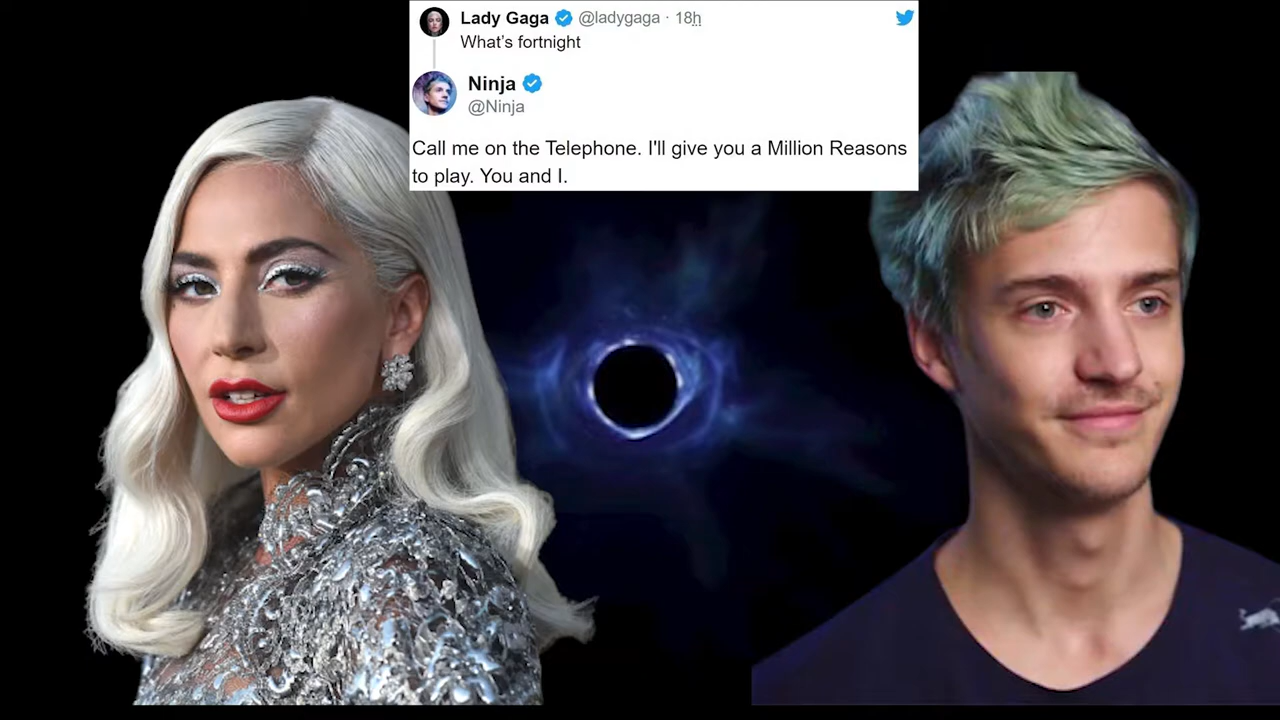 Lady Gaga @ladygaga · 18h
What's fortnight
Ninja
@Ninja
Call me on the Telephone. I'll give you a Million Reasons
to play. You and I.